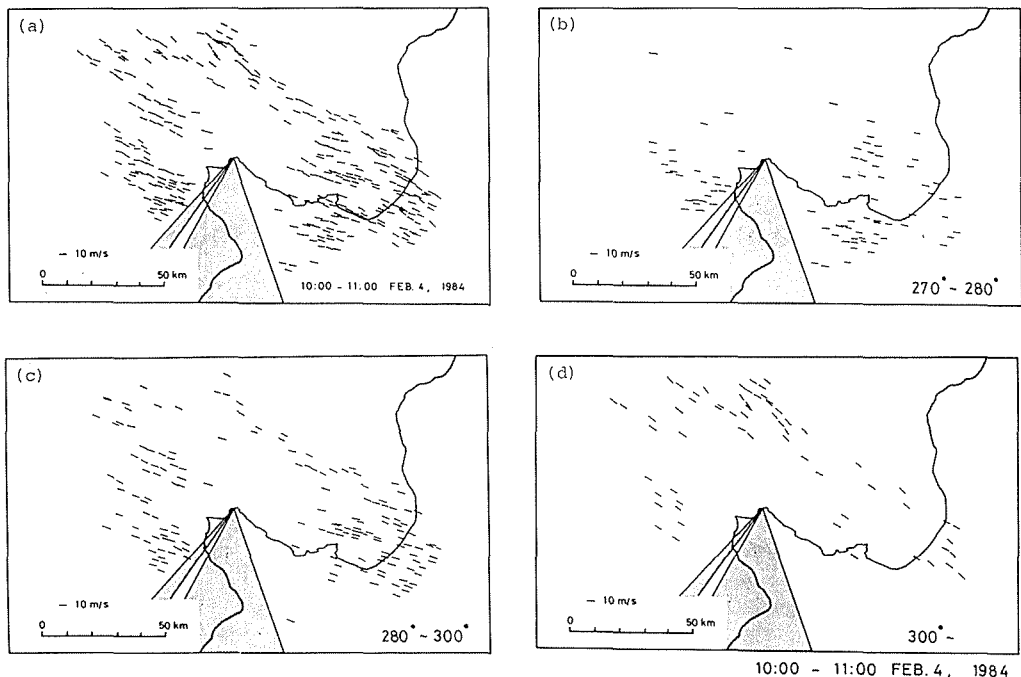 (a)
— 10 m/s
0 50 km
10:00 - 11:00 FEB. 4, 1984
(b)
— 10 m/s
0 50 km
270° ~ 280°
(c)
— 10 m/s
0 50 km
280° ~ 300°
(d)
— 10 m/s
0 50 km
300° ~
10:00 - 11:00 FEB. 4, 1984